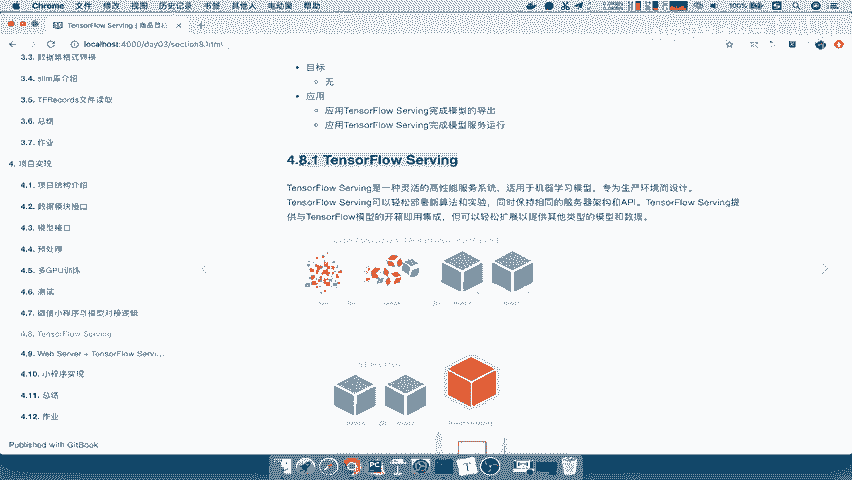 Chrome 文件 修改 视图 历史记录 书签 其他人 电动窗 帮助
100%
TensorFlow Serving | 商品目标
localhost:4000/day03/section8.html
3.3. 数据集格式转换
3.4. slim库介绍
3.5. TFRecords文件读取
3.6. 总结
3.7. 作业
4. 项目实现
4.1. 项目结构介绍
4.2. 数据模块接口
4.3. 模型接口
4.4. 预处理
4.5. 多GPU训练
4.6. 测试
4.7. 微信小程序与模型对接逻辑
4.8. TensorFlow Serving
4.9. Web Server + TensorFlow Servi...
4.10. 小程序实现
4.11. 总结
4.12. 作业
Published with GitBook
目标
无
应用
应用TensorFlow Serving完成模型的导出
应用TensorFlow Serving完成模型服务运行
4.8.1 TensorFlow Serving
TensorFlow Serving是一种灵活的高性能服务系统，适用于机器学习模型，专为生产环境而设计。
TensorFlow Serving可以轻松部署新算法和实验，同时保持相同的服务器架构和API。TensorFlow Serving提
供与TensorFlow模型的开箱即用集成，但可以轻松扩展以提供其他类型的模型和数据。